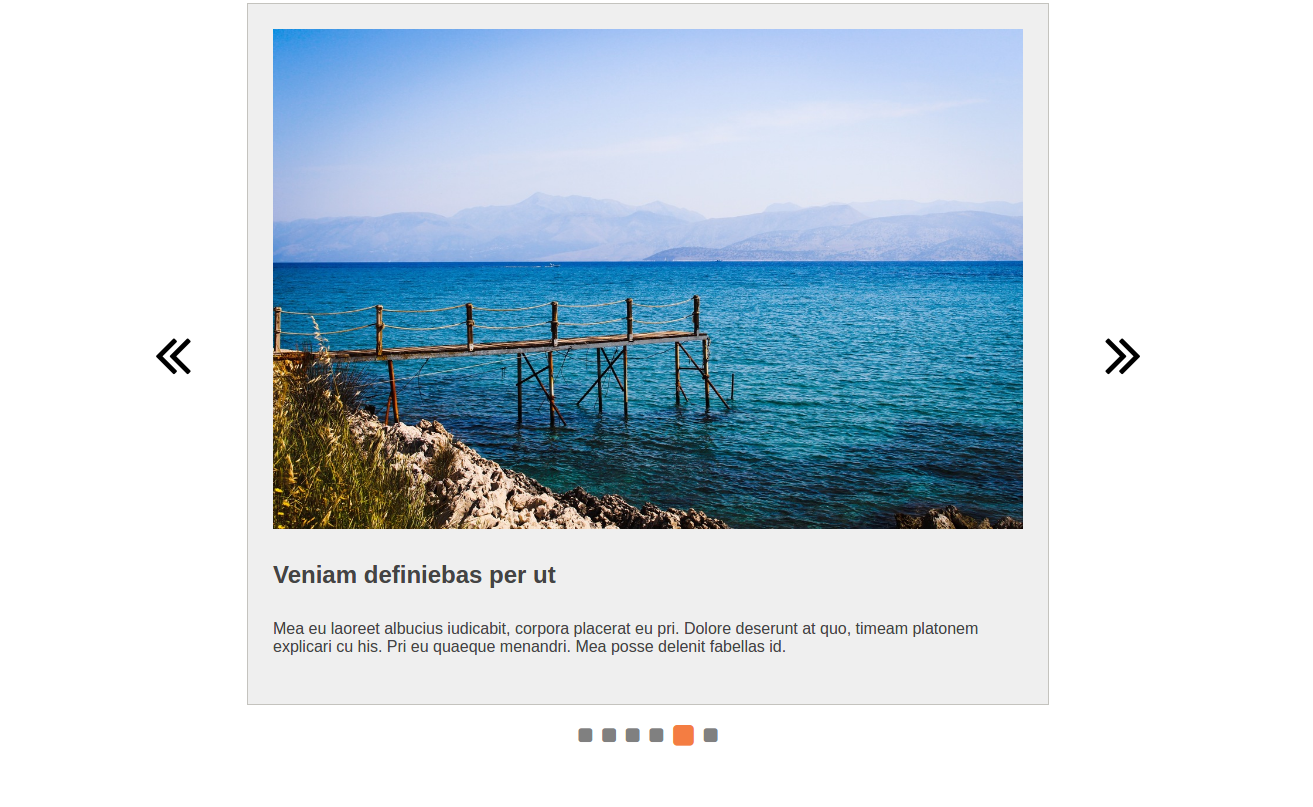 Veniam definiebas per ut
Mea eu laoreet albucius iudicabit, corpora placerat eu pri. Dolore deserunt at quo, timeam platonem
explicari cu his. Pri eu quaeque menandri. Mea posse delenit fabellas id.